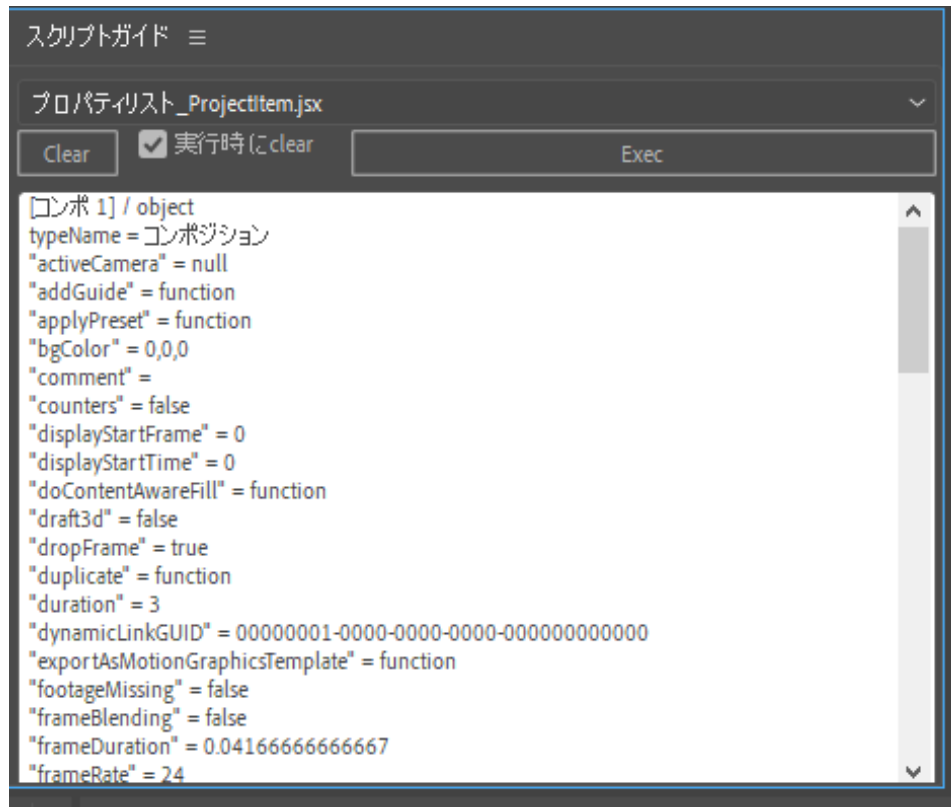 スクリプトガイド
プロパティリスト_ProjectItem.jsx
Clear
実行時にclear
Exec
[コンポ 1] / object
typeName = コンポジション
"activeCamera" = null
"addGuide" = function
"applyPreset" = function
"bgColor" = 0,0,0
"comment" =
"counters" = false
"displayStartFrame" = 0
"displayStartTime" = 0
"doContentAwareFill" = function
"draft3d" = false
"dropFrame" = true
"duplicate" = function
"duration" = 3
"dynamicLinkGUID" = 00000001-0000-0000-0000-000000000000
"exportAsMotionGraphicsTemplate" = function
"footageMissing" = false
"frameBlending" = false
"frameDuration" = 0.04166666666667
"frameRate" = 24